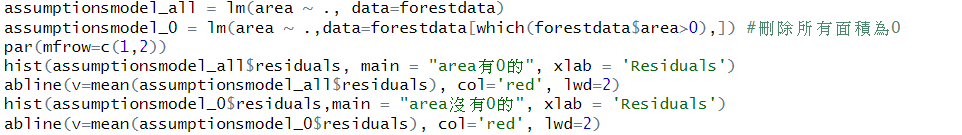 assumptionsmodel_all = lm(area ~ ., data=forestdata)
assumptionsmodel_0 = lm(area ~ .,data=forestdata[which(forestdata$area>0),]) #刪除所有面積為0
par(mfrow=c(1,2))
hist(assumptionsmodel_all$residuals, main = "area有0的", xlab = 'Residuals')
abline(v=mean(assumptionsmodel_all$residuals), col='red', lwd=2)
hist(assumptionsmodel_0$residuals,main = "area沒有0的", xlab = 'Residuals')
abline(v=mean(assumptionsmodel_0$residuals), col='red', lwd=2)